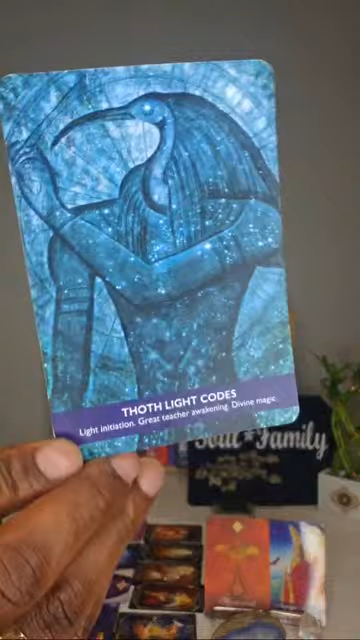 THOTH LIGHT CODES
Light initiation. Great teacher awakening. Divine magic.
Soul Family